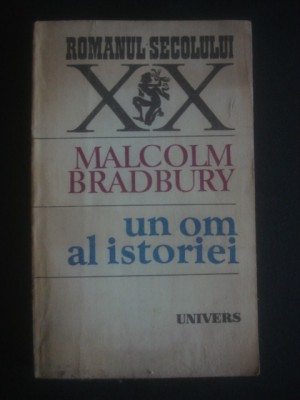 ROMANUL SECOLULUI
XX
MALCOLM
BRADBURY
un om
al istoriei
UNIVERS